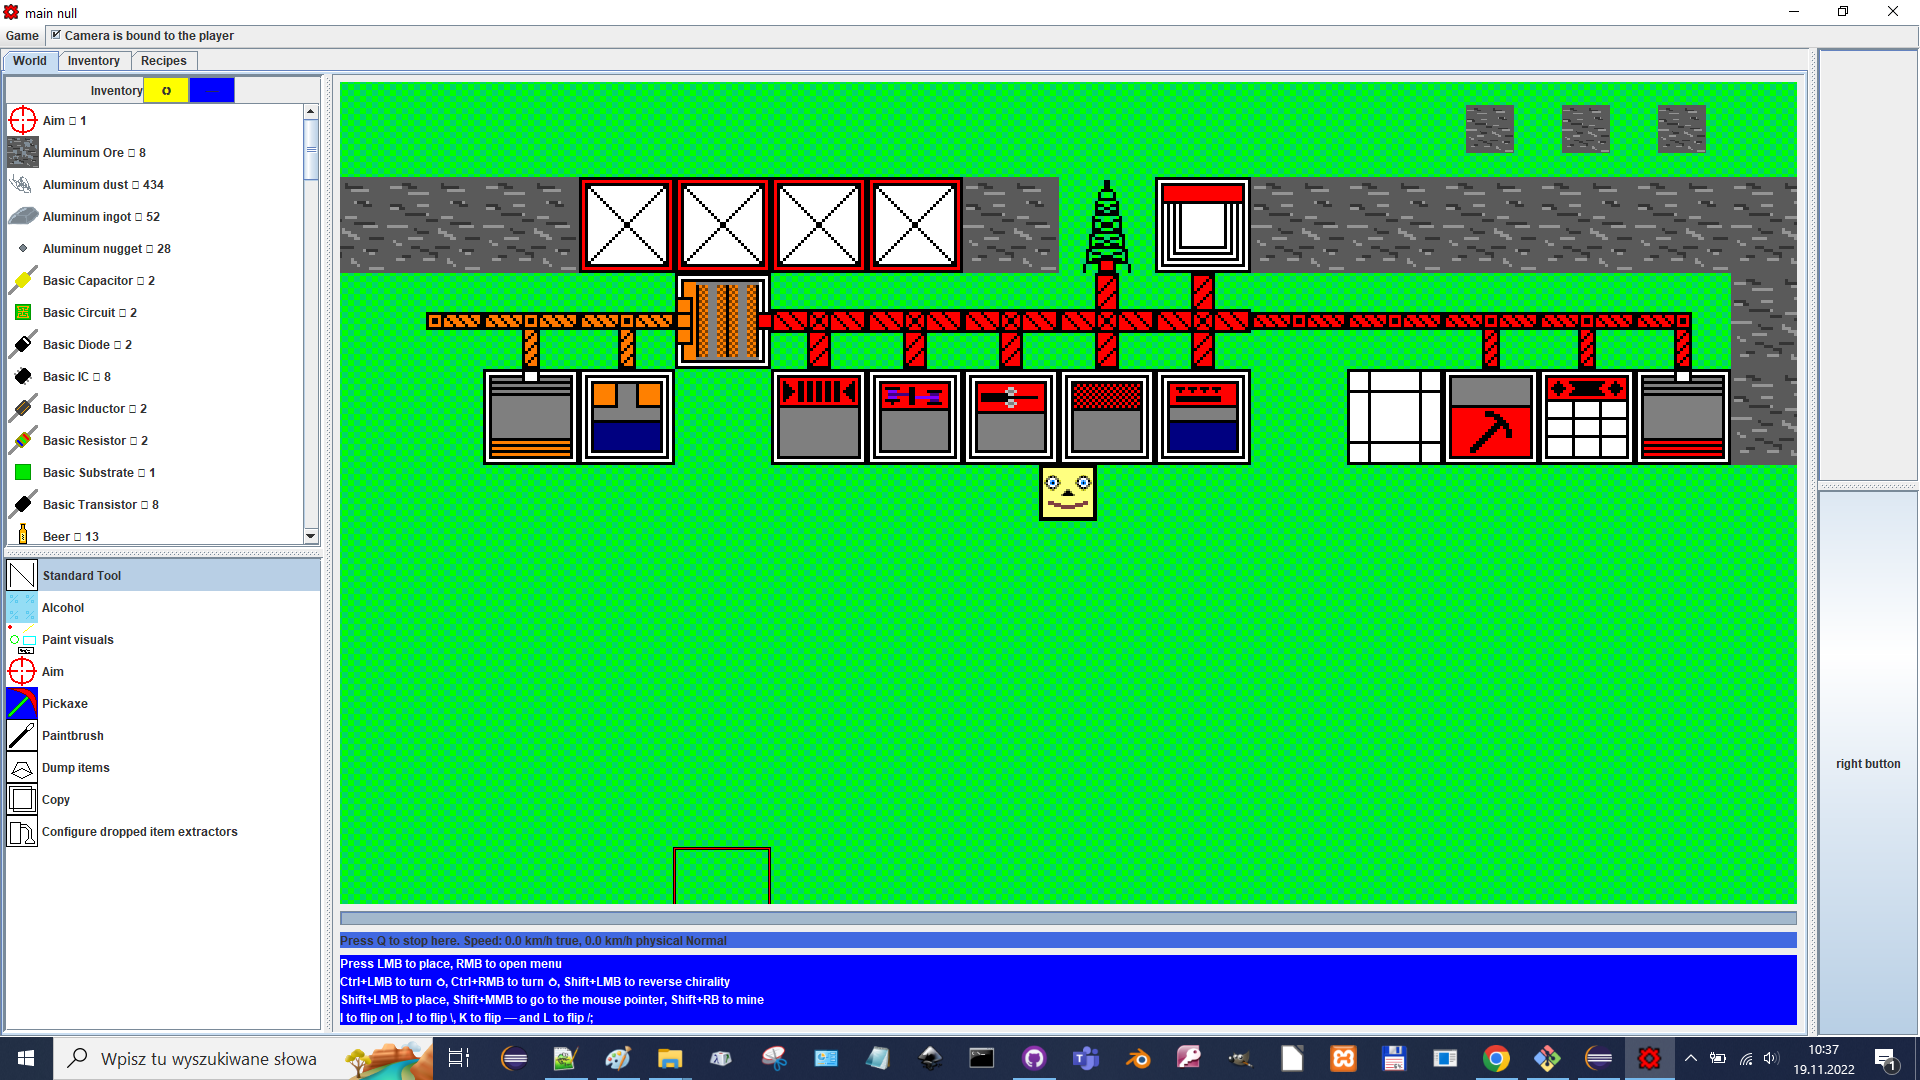 main null
Game Camera is bound to the player
World Inventory Recipes
Inventory
Aim 1
Aluminum Ore 8
Aluminum dust 434
Aluminum ingot 52
Aluminum nugget 28
Basic Capacitor 2
Basic Circuit 2
Basic Diode 2
Basic IC 8
Basic Inductor 2
Basic Resistor 2
Basic Substrate 1
Basic Transistor 8
Beer 13
Standard Tool
Alcohol
Paint visuals
Aim
Pickaxe
Paintbrush
Dump items
Copy
Configure dropped item extractors
right button
Press Q to stop here. Speed: 0.0 km/h true, 0.0 km/h physical Normal
Press LMB to place, RMB to open menu
Ctrl+LMB to turn ⥀, Ctrl+RMB to turn ⥁, Shift+LMB to reverse chirality
Shift+LMB to place, Shift+MMB to go to the mouse pointer, Shift+RB to mine
I to flip on |, J to flip \, K to flip — and L to flip /;
Wpisz tu wyszukiwane słowa
10:37
19.11.2022
1